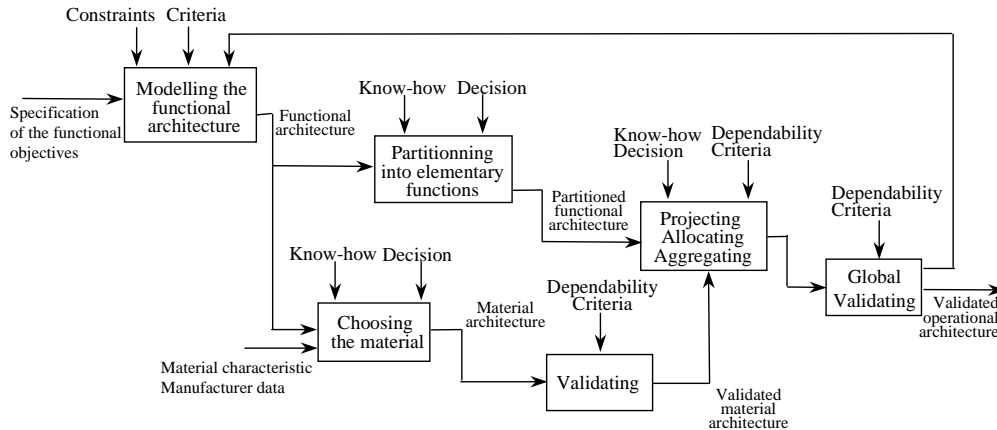 Constraints Criteria
Modelling the
functional
architecture
Specification
of the functional
objectives
Functional
architecture
Know-how Decision
Partitionning
into elementary
functions
Know-how
Decision
Dependability
Criteria
Partitioned
functional
architecture
Projecting
Allocating
Aggregating
Dependability
Criteria
Global
Validating
Validated
operational
architecture
Know-how Decision
Choosing
the material
Material characteristic
Manufacturer data
Material
architecture
Dependability
Criteria
Validating
Validated
material
architecture